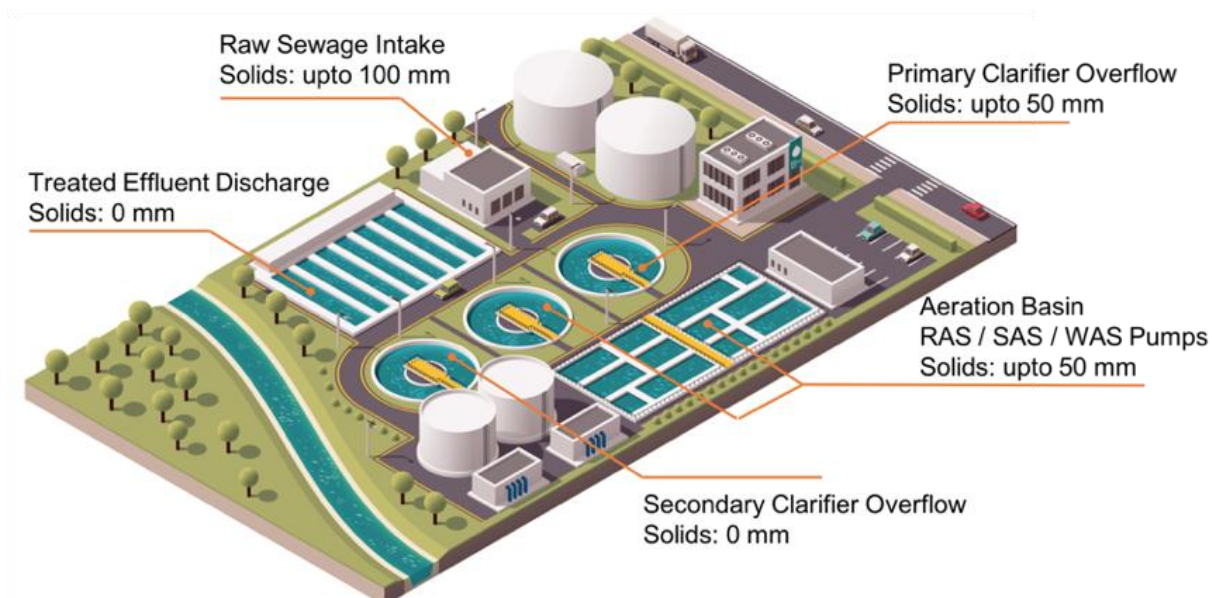 Raw Sewage Intake
Solids: upto 100 mm
Primary Clarifier Overflow
Solids: upto 50 mm
Treated Effluent Discharge
Solids: 0 mm
Aeration Basin
RAS / SAS / WAS Pumps
Solids: upto 50 mm
Secondary Clarifier Overflow
Solids: 0 mm